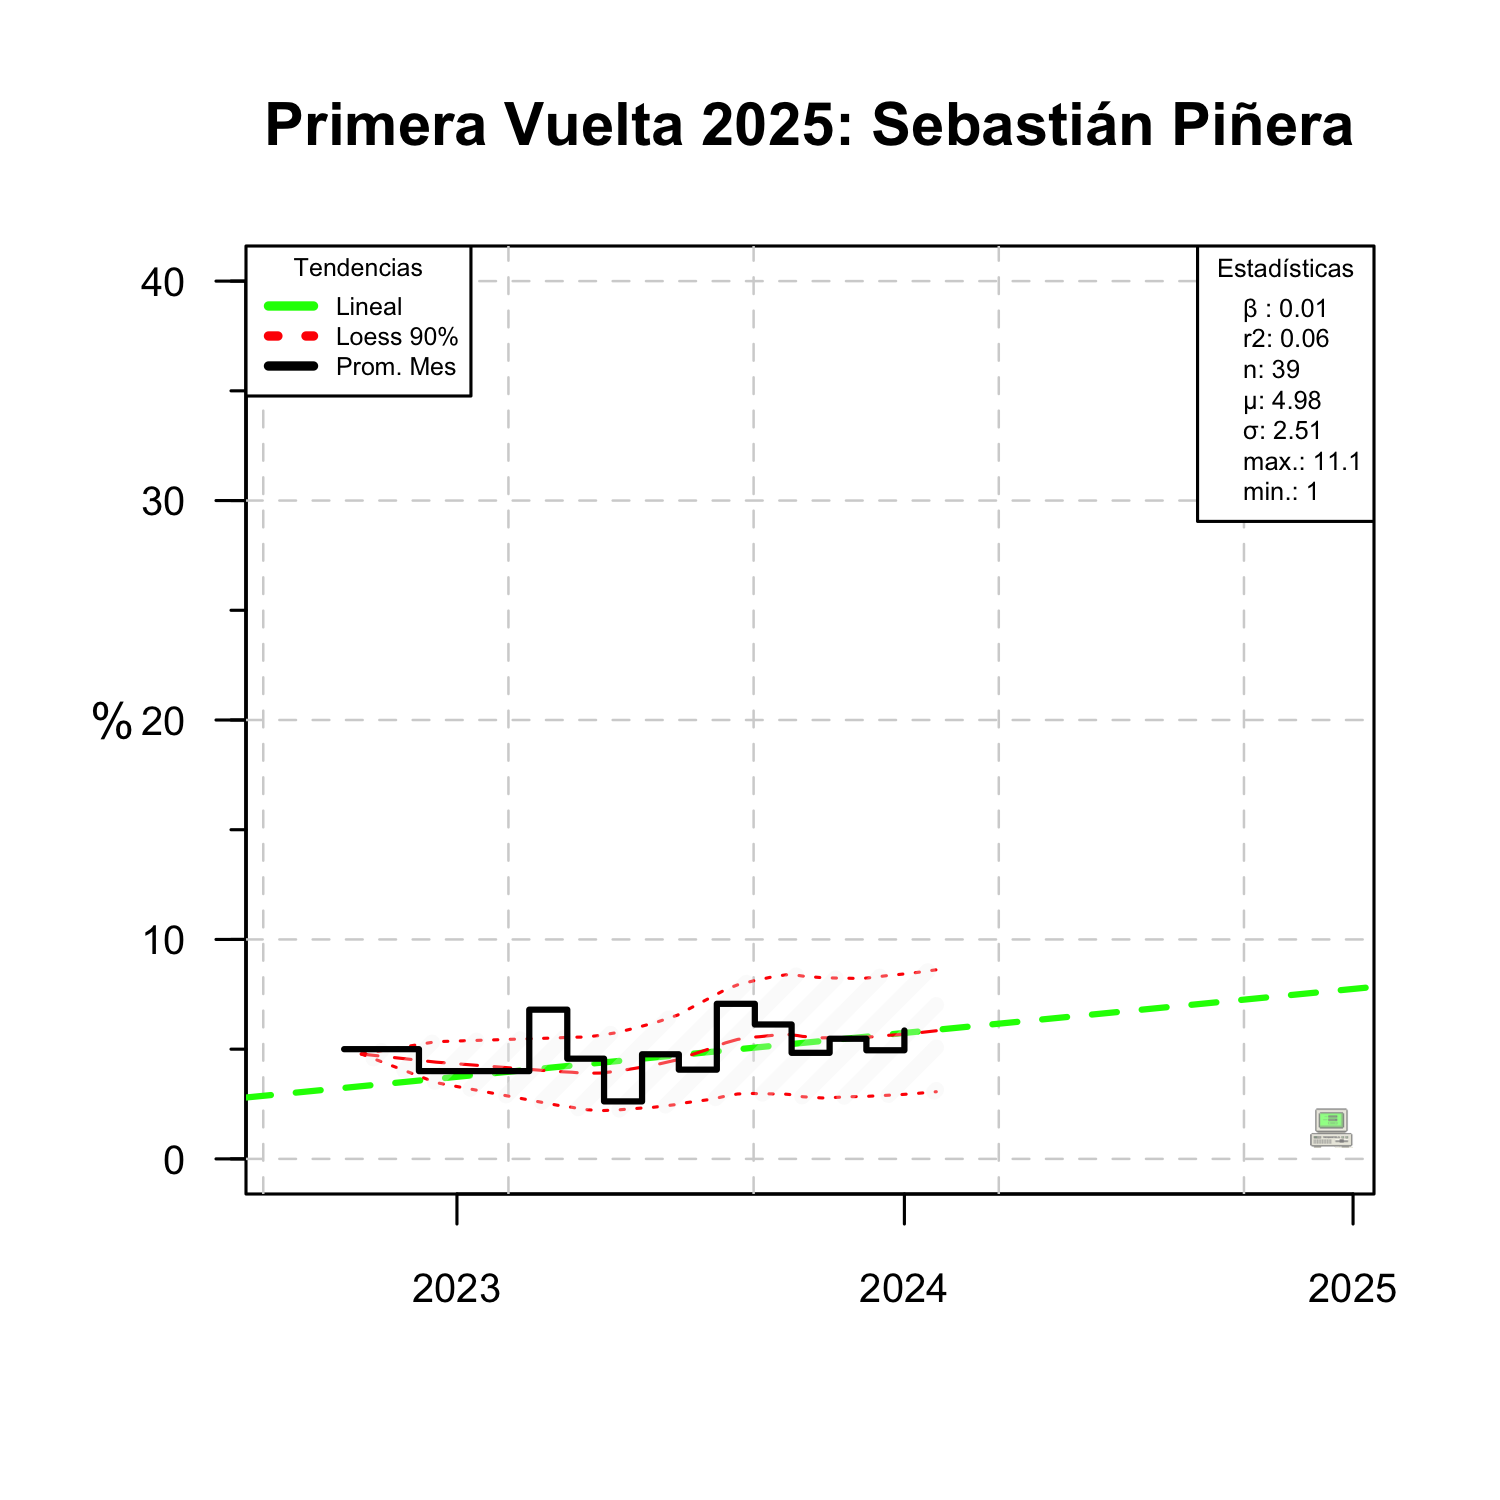 Primera Vuelta 2025: Sebastián Piñera
Tendencias
Lineal
Loess 90%
Prom. Mes
Estadísticas
β : 0.01
r2: 0.06
n: 39
μ: 4.98
σ: 2.51
max.: 11.1
min.: 1
40
30
%
20
10
0
2023
2024
2025